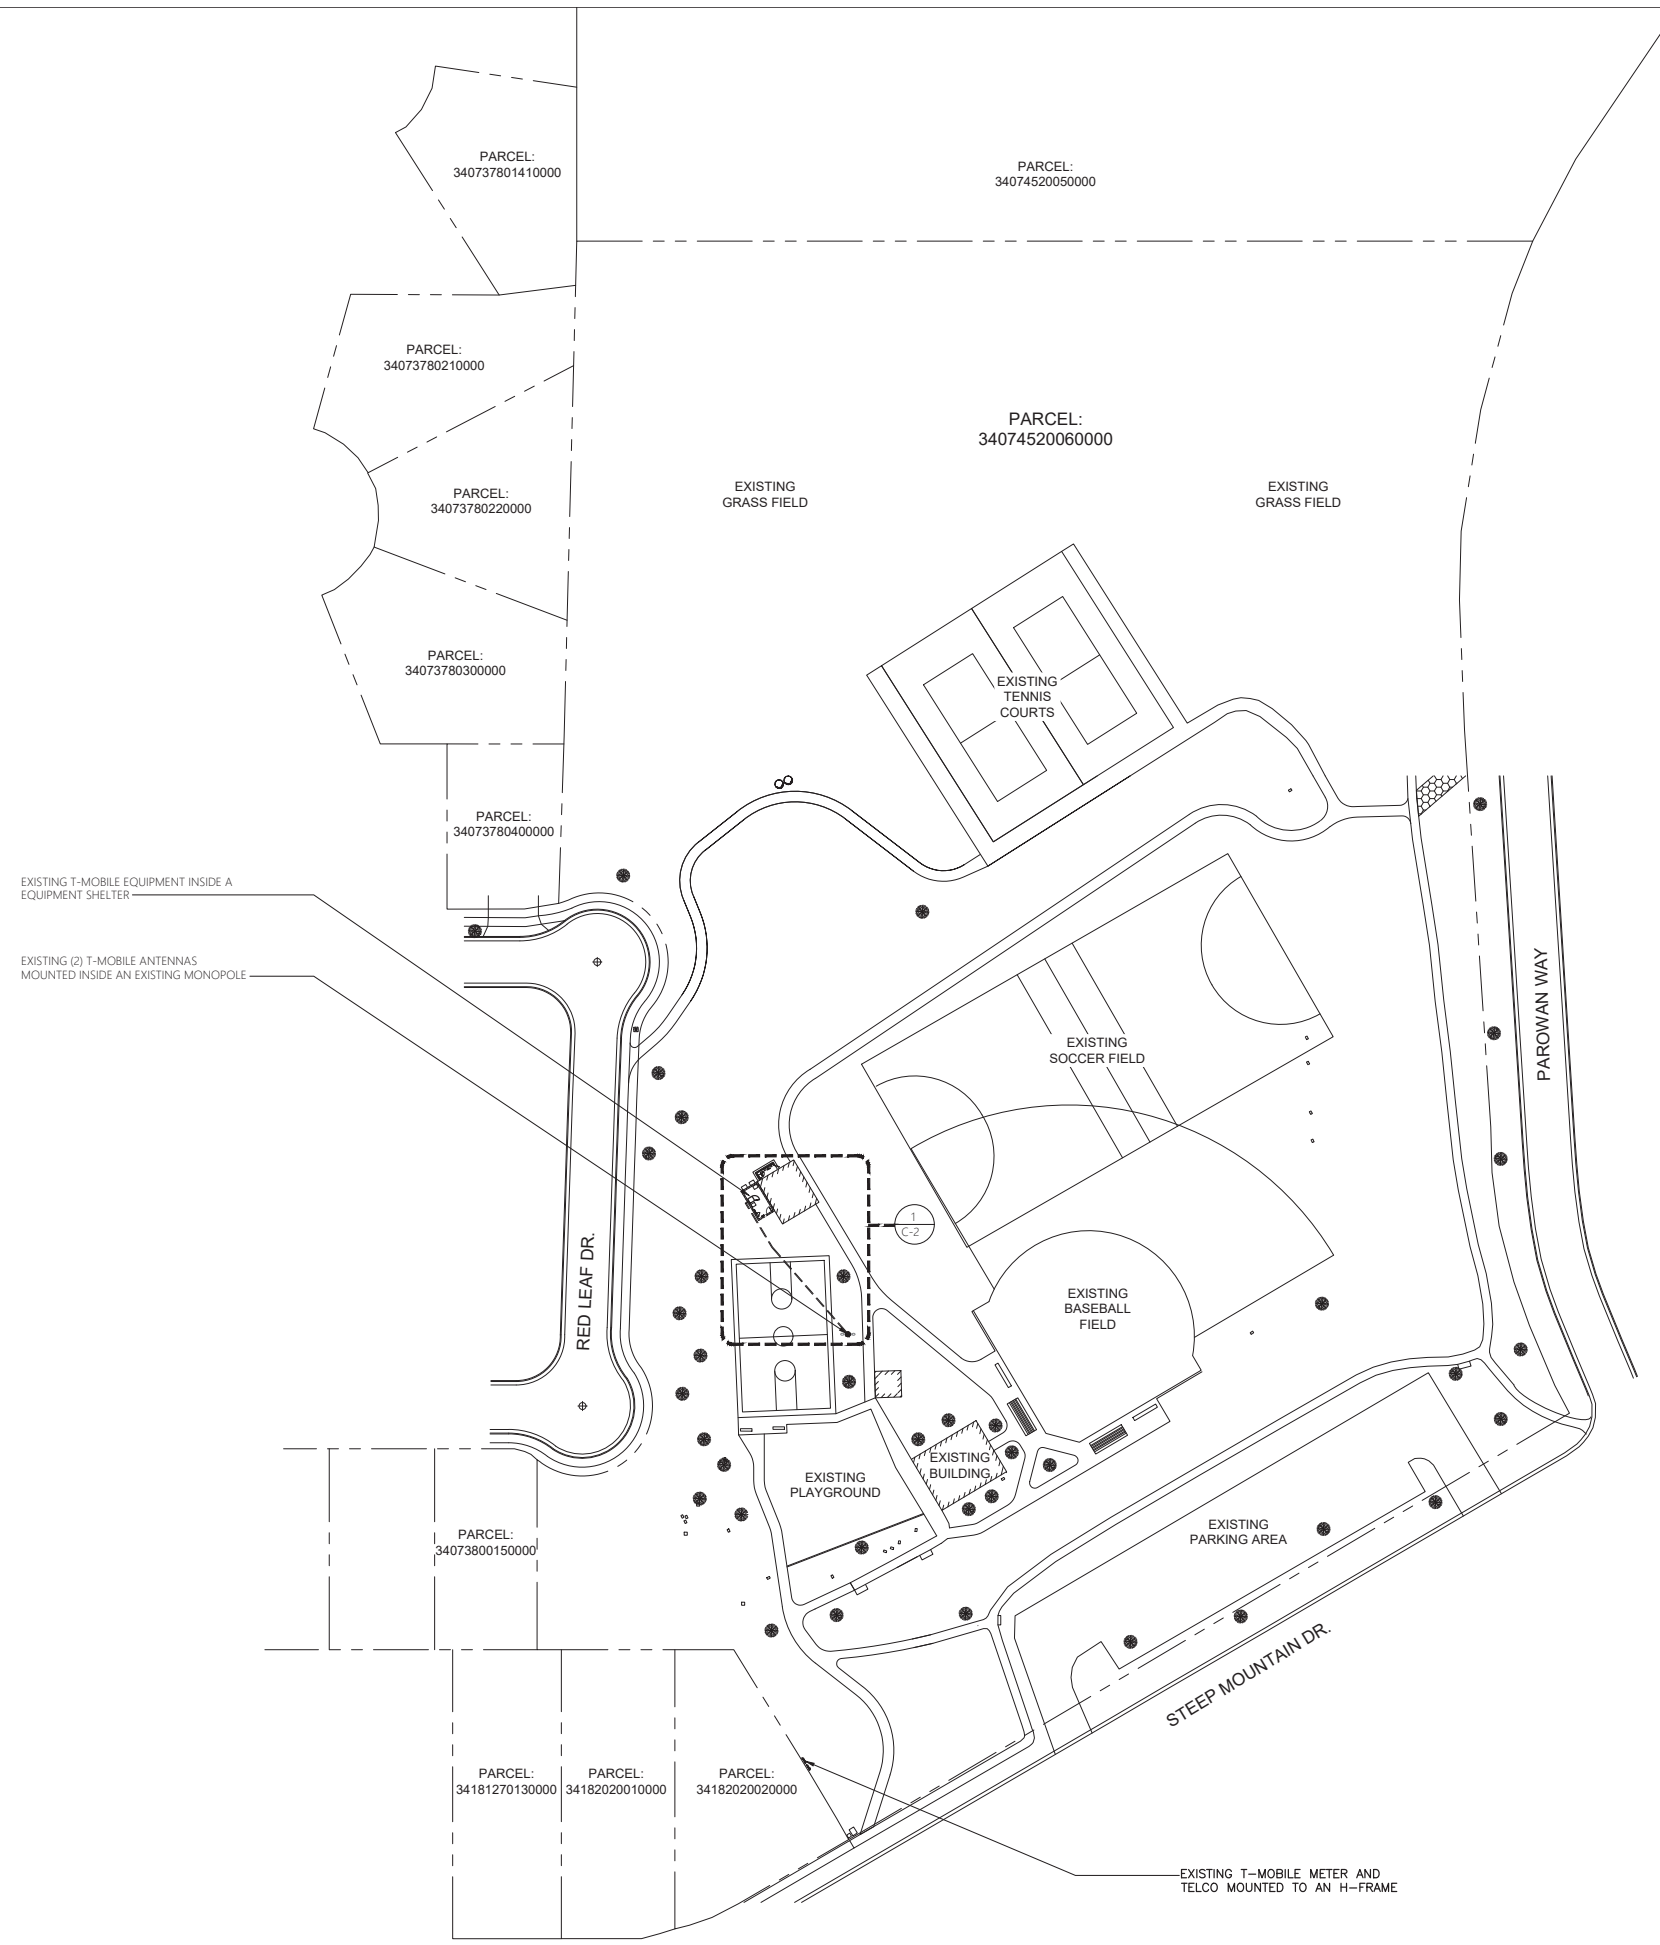 PARCEL:
340737801410000
PARCEL:
34074520050000
PARCEL:
34073780210000
PARCEL:
34074520060000
EXISTING
GRASS FIELD
EXISTING
GRASS FIELD
PARCEL:
34073780220000
PARCEL:
34073780300000
EXISTING
TENNIS
COURTS
PARCEL:
34073780400000
EXISTING T-MOBILE EQUIPMENT INSIDE A
EQUIPMENT SHELTER
EXISTING (2) T-MOBILE ANTENNAS
MOUNTED INSIDE AN EXISTING MONOPOLE
PAROWAN WAY
EXISTING
SOCCER FIELD
1
C-2
RED LEAF DR.
EXISTING
BASEBALL
FIELD
EXISTING
BUILDING
EXISTING
PLAYGROUND
EXISTING
PARKING AREA
PARCEL:
34073800150000
STEEP MOUNTAIN DR.
PARCEL:
34181270130000
PARCEL:
34182020010000
PARCEL:
34182020020000
EXISTING T-MOBILE METER AND
TELCO MOUNTED TO AN H-FRAME